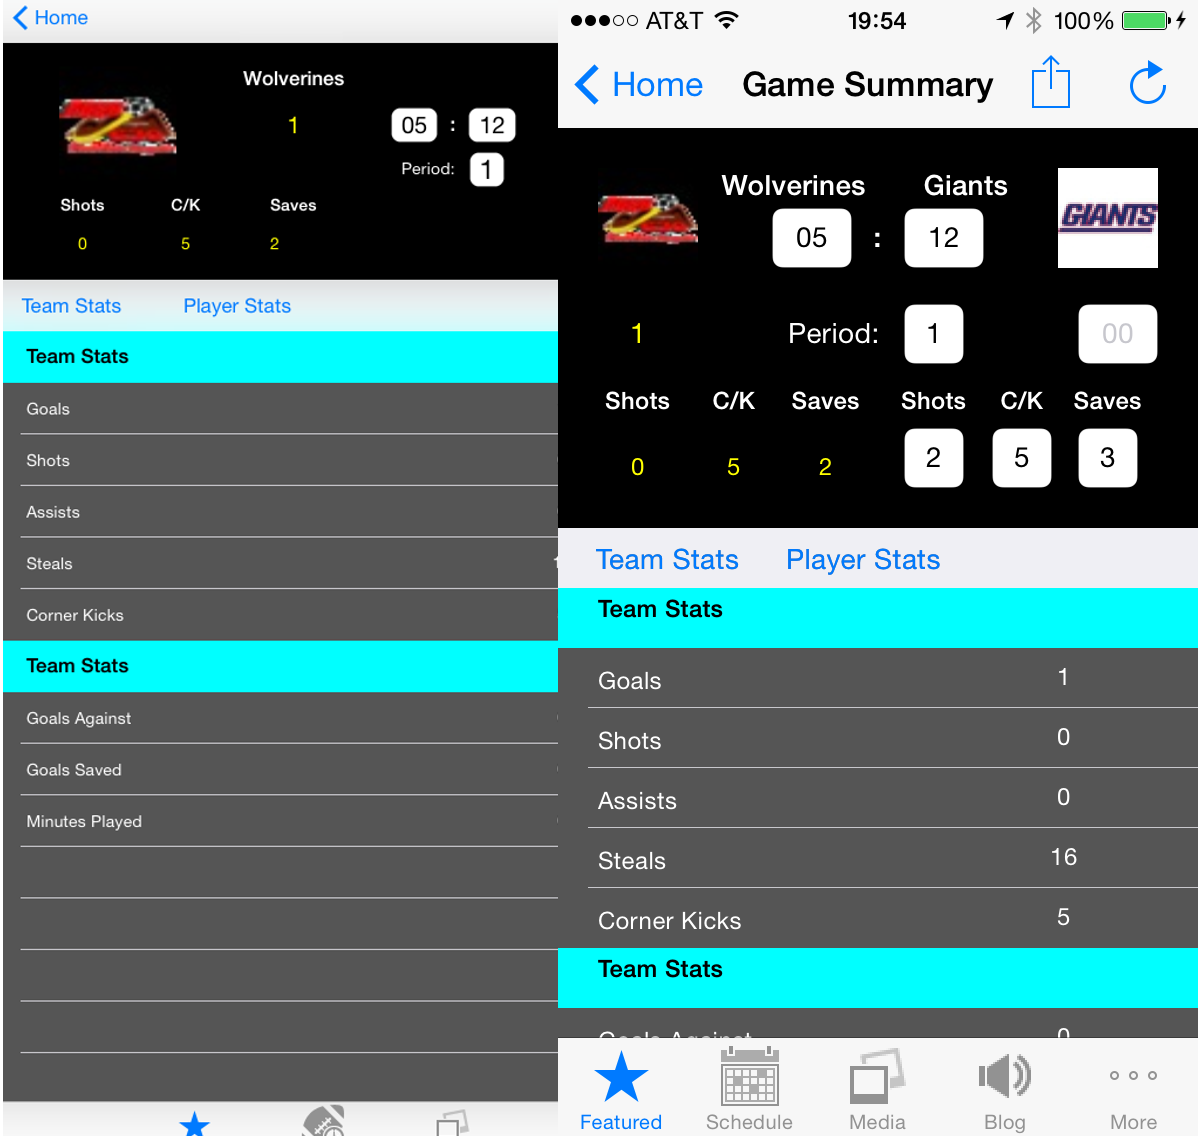 Home
Wolverines
1
05 : 12
Period: 1
Shots C/K Saves
0 5 2
Team Stats Player Stats
Team Stats
Goals
Shots
Assists
Steals
Corner Kicks
Team Stats
Goals Against
Goals Saved
Minutes Played
AT&T 19:54 100%
Home Game Summary
Wolverines Giants
GIANTS
05 : 12
1 Period: 1 00
Shots C/K Saves Shots C/K Saves
0 5 2 2 5 3
Team Stats Player Stats
Team Stats
Goals 1
Shots 0
Assists 0
Steals 16
Corner Kicks 5
Team Stats
Goals Against 0
Featured Schedule Media Blog More